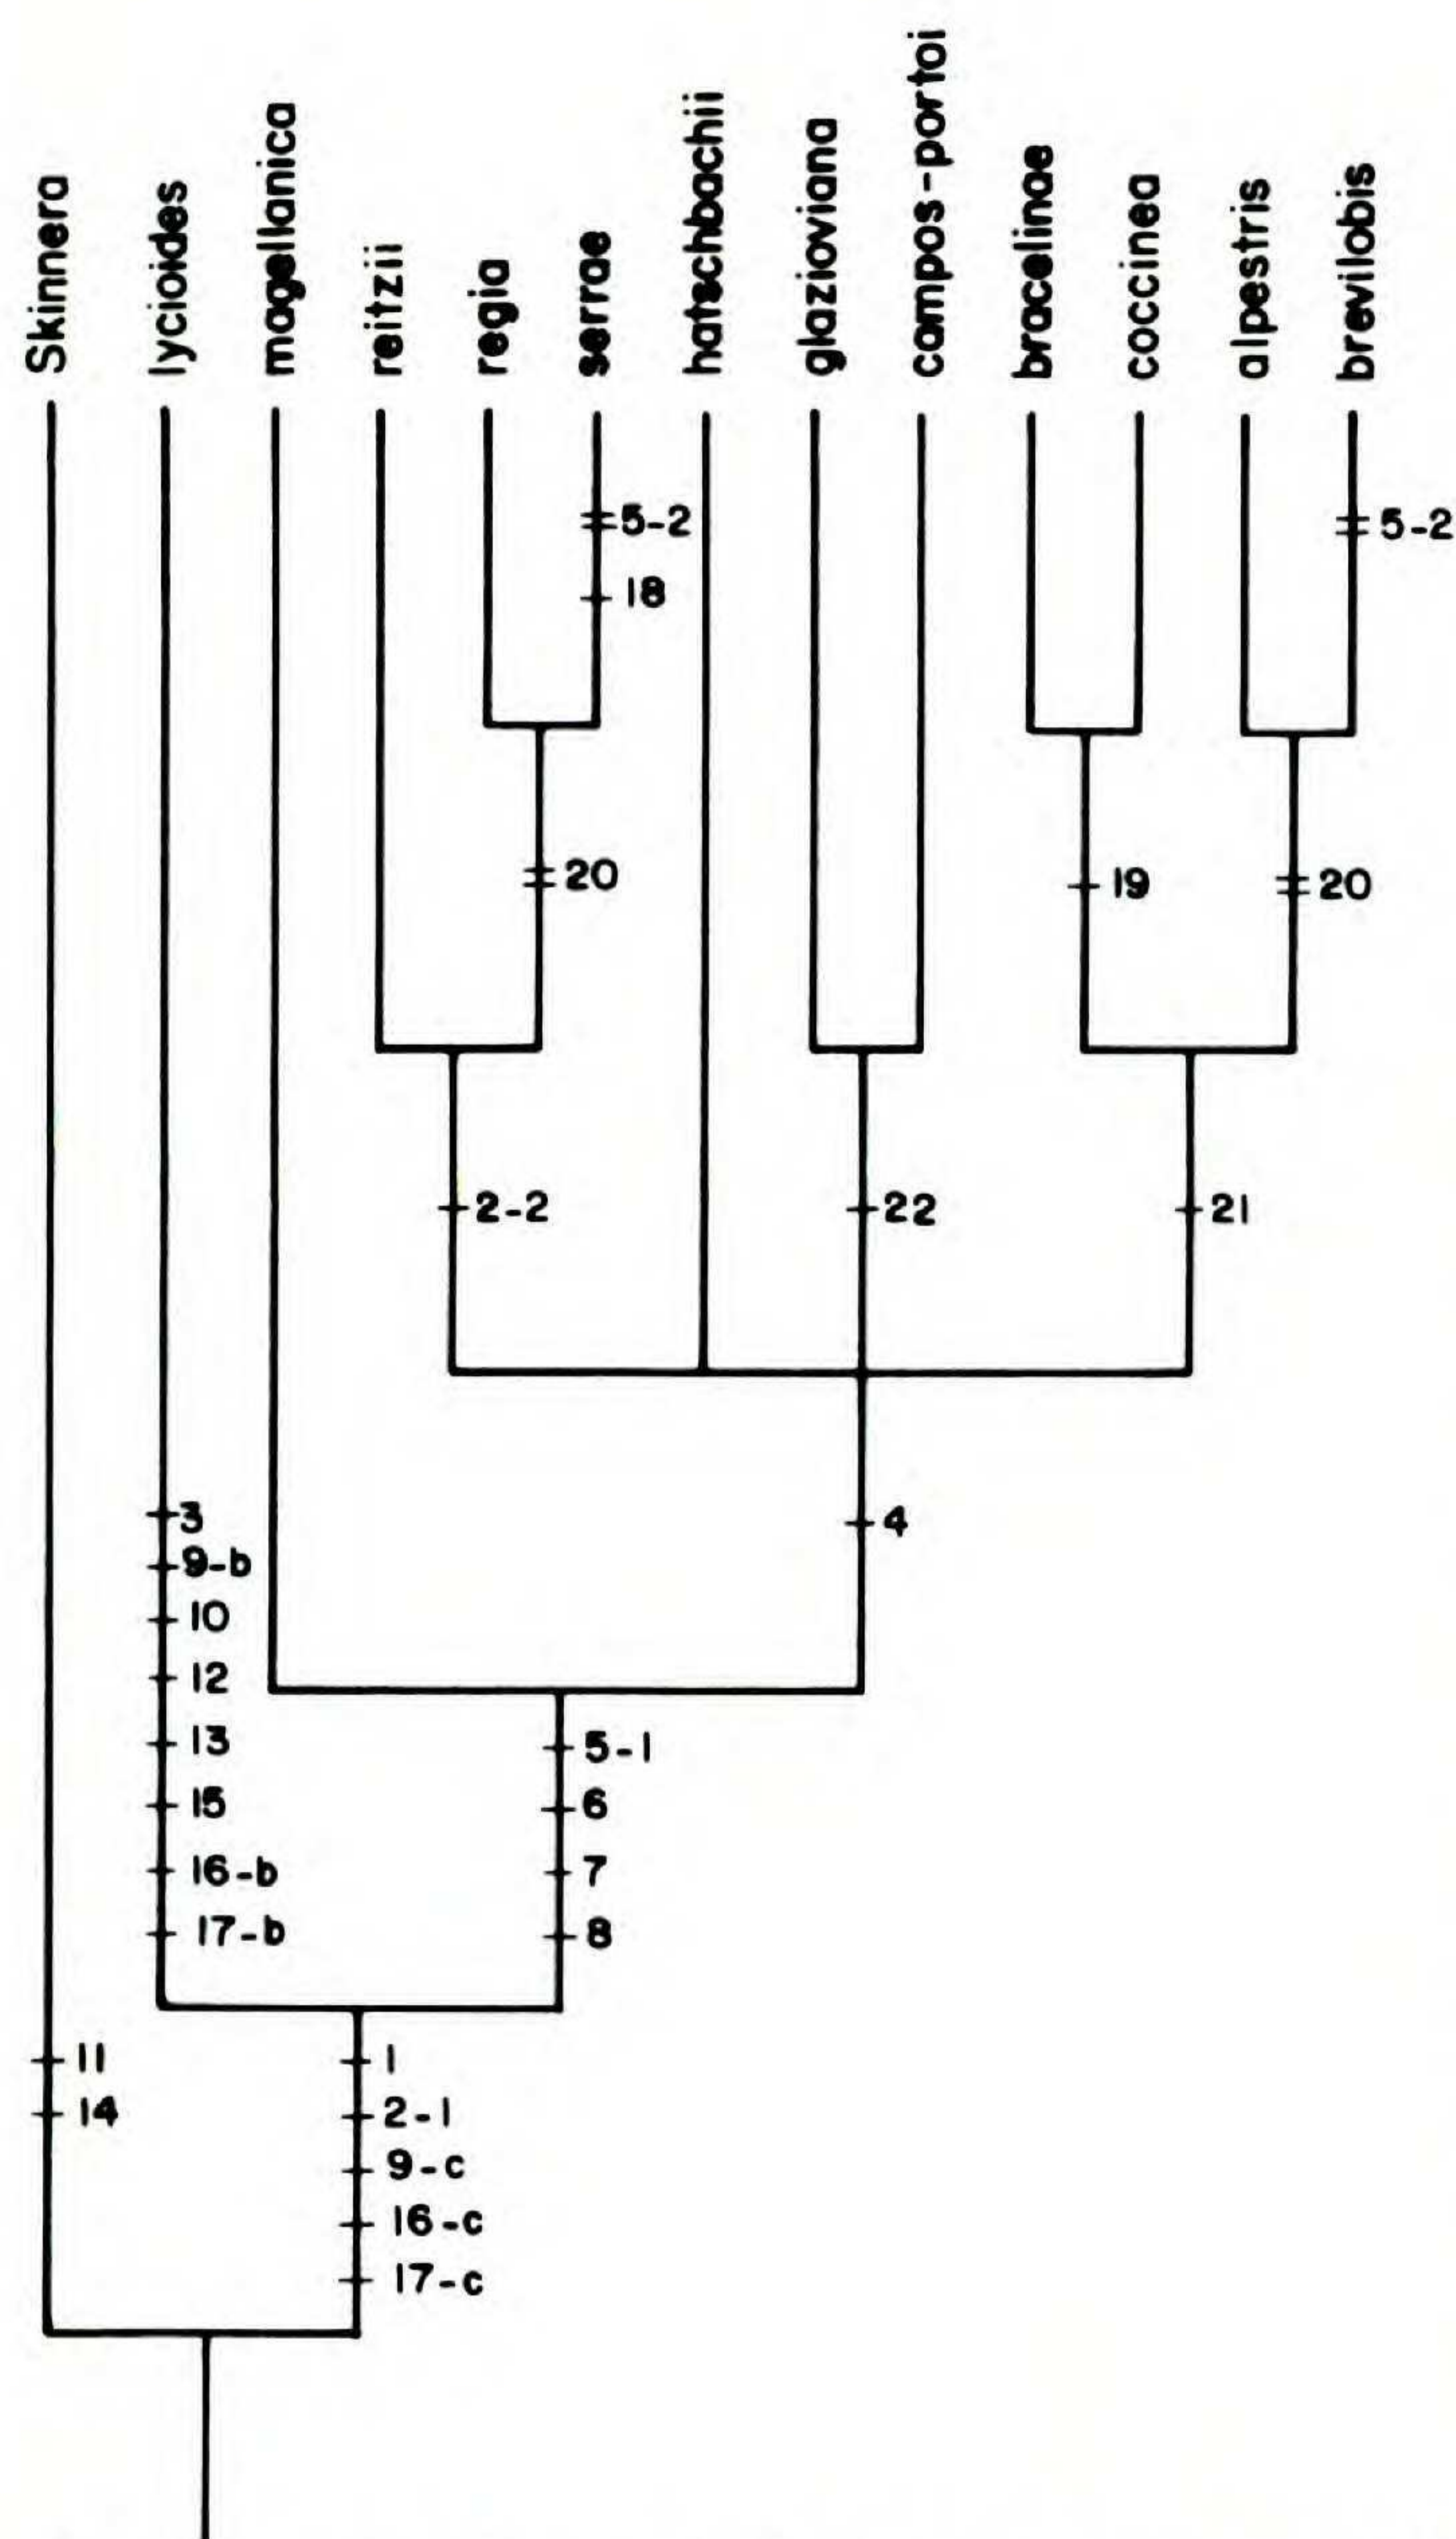 Skinnera
lycioides
magellanica
reitzii
regia
serrae
hatschbachii
glazioviana
campos-portoi
bracelinae
coccinea
alpestris
brevilobis
5-2
5-2
18
20
19
20
2-2
22
21
3
4
9-b
10
12
13
5-1
15
6
16-b
7
17-b
8
11
1
14
2-1
9-c
16-c
17-c